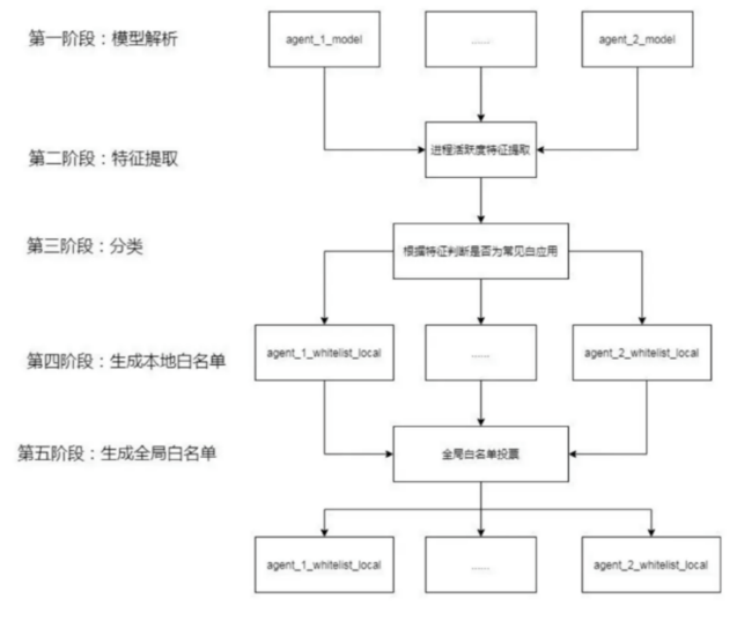 第一阶段：模型解析
agent_1_model
......
agent_2_model
第二阶段：特征提取
进程活跃度特征提取
第三阶段：分类
根据特征判断是否为常见白应用
第四阶段：生成本地白名单
agent_1_whitelist_local
......
agent_2_whitelist_local
第五阶段：生成全局白名单
全局白名单投票
agent_1_whitelist_local
......
agent_2_whitelist_local